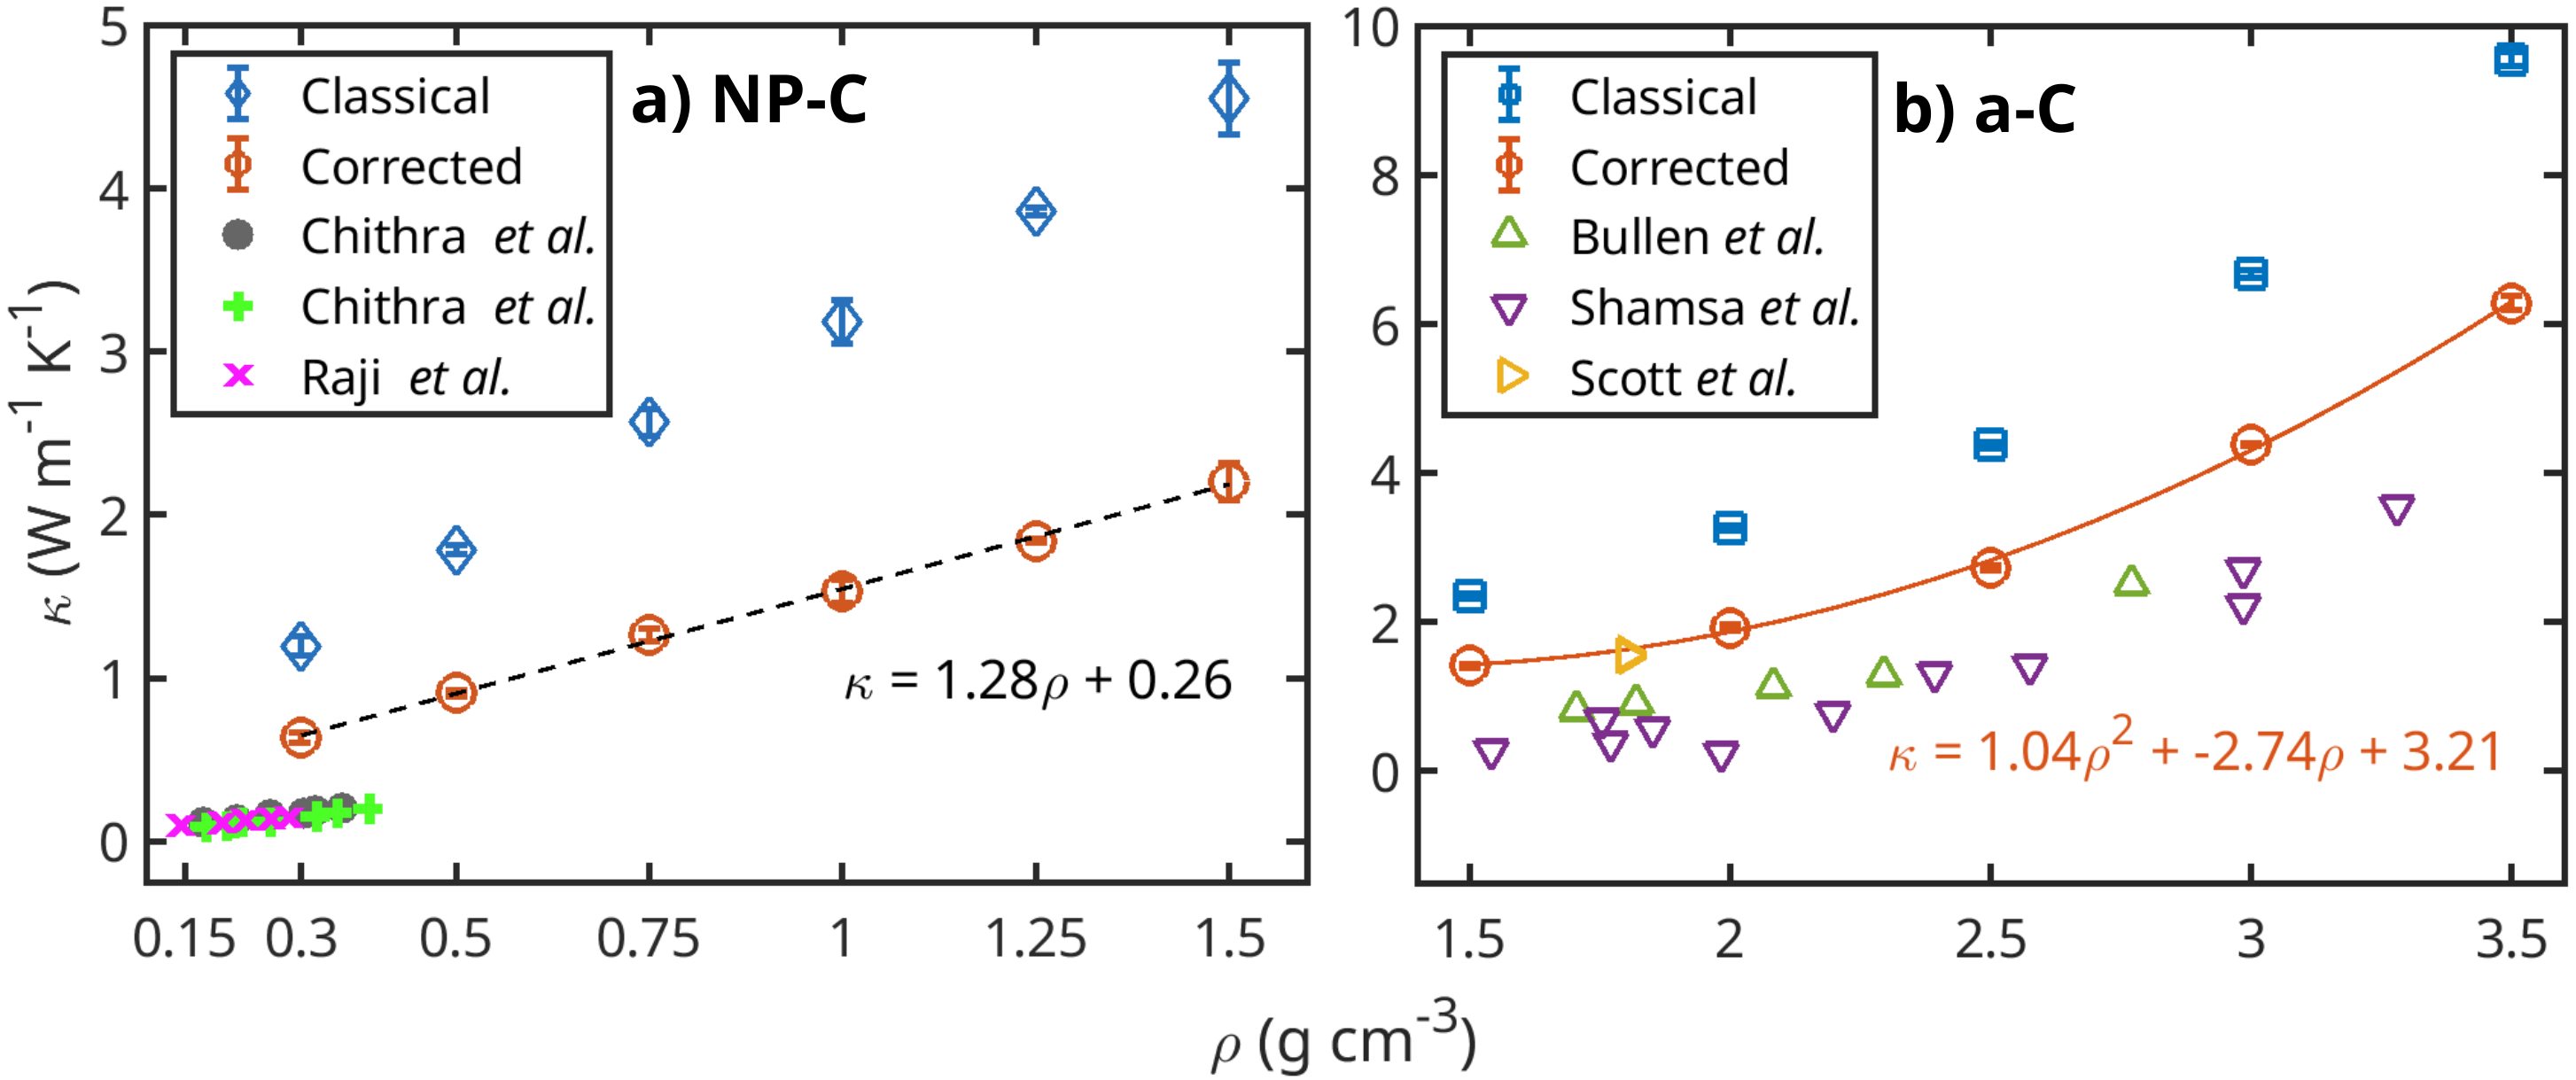 a) NP-C
Classical
Corrected
Chithra et al.
Chithra et al.
Raji et al.
5
4
3
2
1
0
κ (W m⁻¹ K⁻¹)
κ = 1.28ρ + 0.26
0.15 0.3 0.5 0.75 1 1.25 1.5
b) a-C
Classical
Corrected
Bullen et al.
Shamsa et al.
Scott et al.
10
8
6
4
2
0
κ = 1.04ρ² + -2.74ρ + 3.21
1.5 2 2.5 3 3.5
ρ (g cm⁻³)